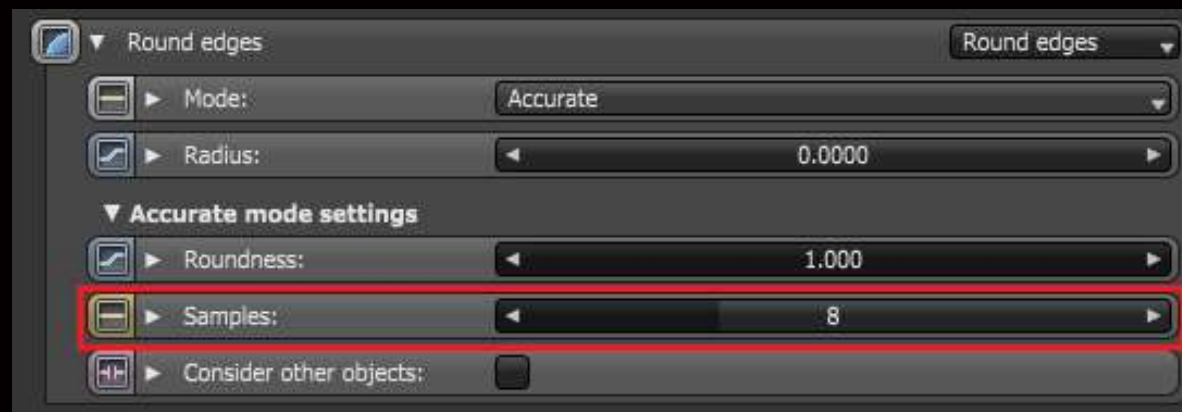 Round edges Round edges
Mode: Accurate
Radius: 0.0000
Accurate mode settings
Roundness: 1.000
Samples: 8
Consider other objects: